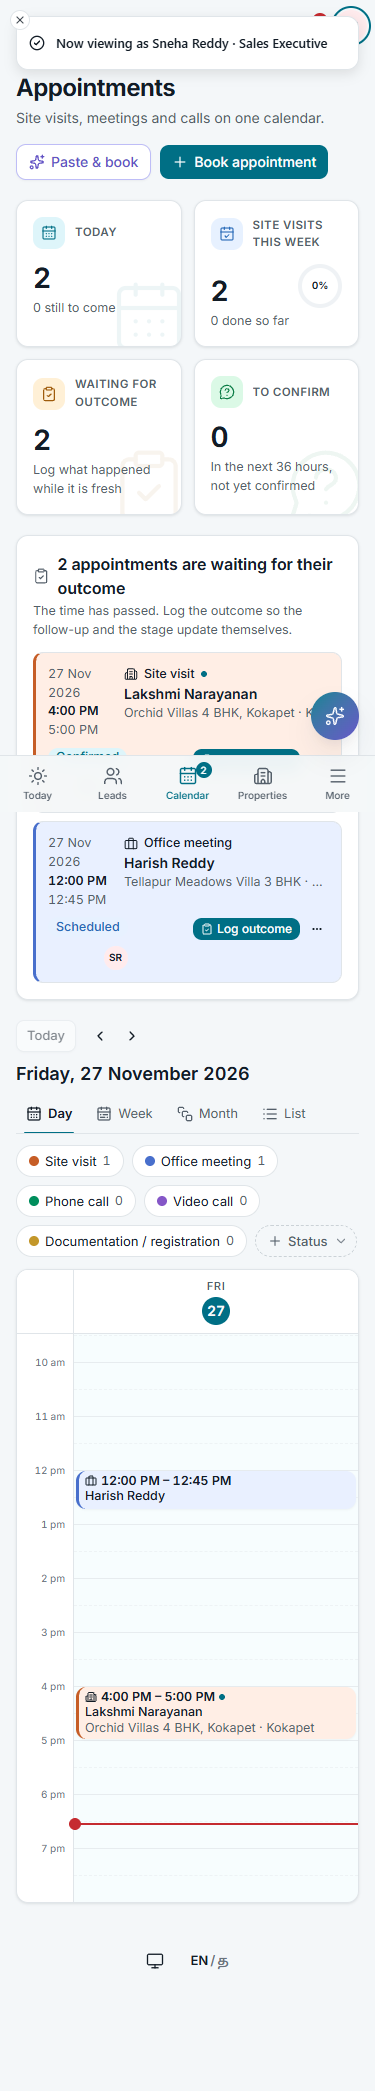 Now viewing as Sneha Reddy · Sales Executive
Appointments
Site visits, meetings and calls on one calendar.
Paste & book
Book appointment
TODAY
2
0 still to come
SITE VISITS
THIS WEEK
2
0%
0 done so far
WAITING FOR
OUTCOME
2
Log what happened
while it is fresh
TO CONFIRM
0
In the next 36 hours,
not yet confirmed
2 appointments are waiting for their
outcome
The time has passed. Log the outcome so the
follow-up and the stage update themselves.
27 Nov
2026
4:00 PM
5:00 PM
Site visit
Lakshmi Narayanan
Orchid Villas 4 BHK, Kokapet · K
Confirmed
Today
Leads
Calendar
2
Properties
More
27 Nov
2026
12:00 PM
12:45 PM
Office meeting
Harish Reddy
Tellapur Meadows Villa 3 BHK · ...
Scheduled
Log outcome
SR
Today
Friday, 27 November 2026
Day
Week
Month
List
Site visit 1
Office meeting 1
Phone call 0
Video call 0
Documentation / registration 0
Status
FRI
27
10 am
11 am
12 pm
12:00 PM – 12:45 PM
Harish Reddy
1 pm
2 pm
3 pm
4 pm
4:00 PM – 5:00 PM
Lakshmi Narayanan
Orchid Villas 4 BHK, Kokapet · Kokapet
5 pm
6 pm
7 pm
EN / த